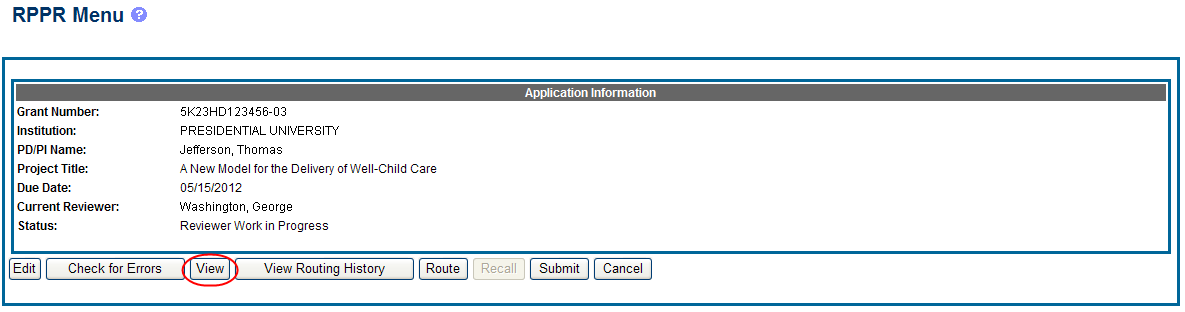 RPPR Menu ?
Application Information
Grant Number: 5K23HD123456-03
Institution: PRESIDENTIAL UNIVERSITY
PD/PI Name: Jefferson, Thomas
Project Title: A New Model for the Delivery of Well-Child Care
Due Date: 05/15/2012
Current Reviewer: Washington, George
Status: Reviewer Work in Progress
Edit Check for Errors View View Routing History Route Recall Submit Cancel